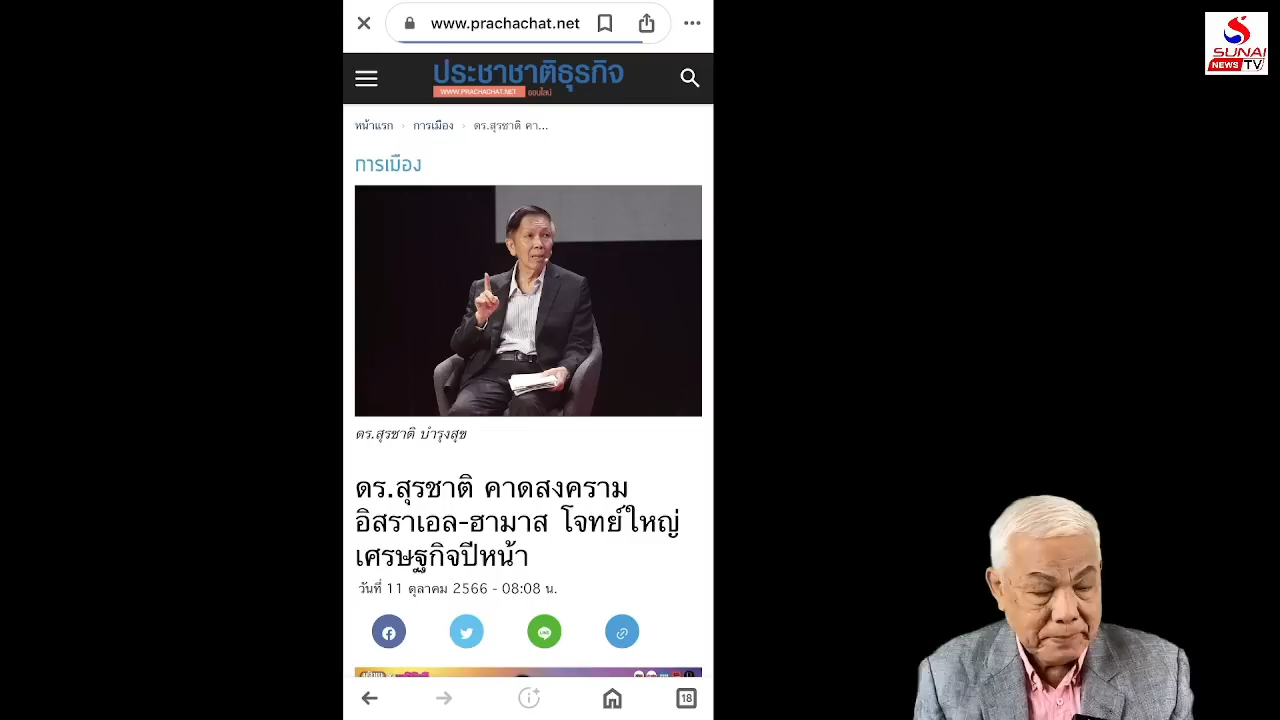 www.prachachat.net
SUNAI
NEWS TV
ประชาชาติธุรกิจ
WWW.PRACHACHAT.NET ออนไลน์
หน้าแรก › การเมือง › ดร.สุรชาติ คา...
การเมือง
ดร.สุรชาติ บำรุงสุข
ดร.สุรชาติ คาดสงคราม
อิสราเอล-ฮามาส โจทย์ใหญ่
เศรษฐกิจปีหน้า
วันที่ 11 ตุลาคม 2566 - 08:08 น.
LINE
18